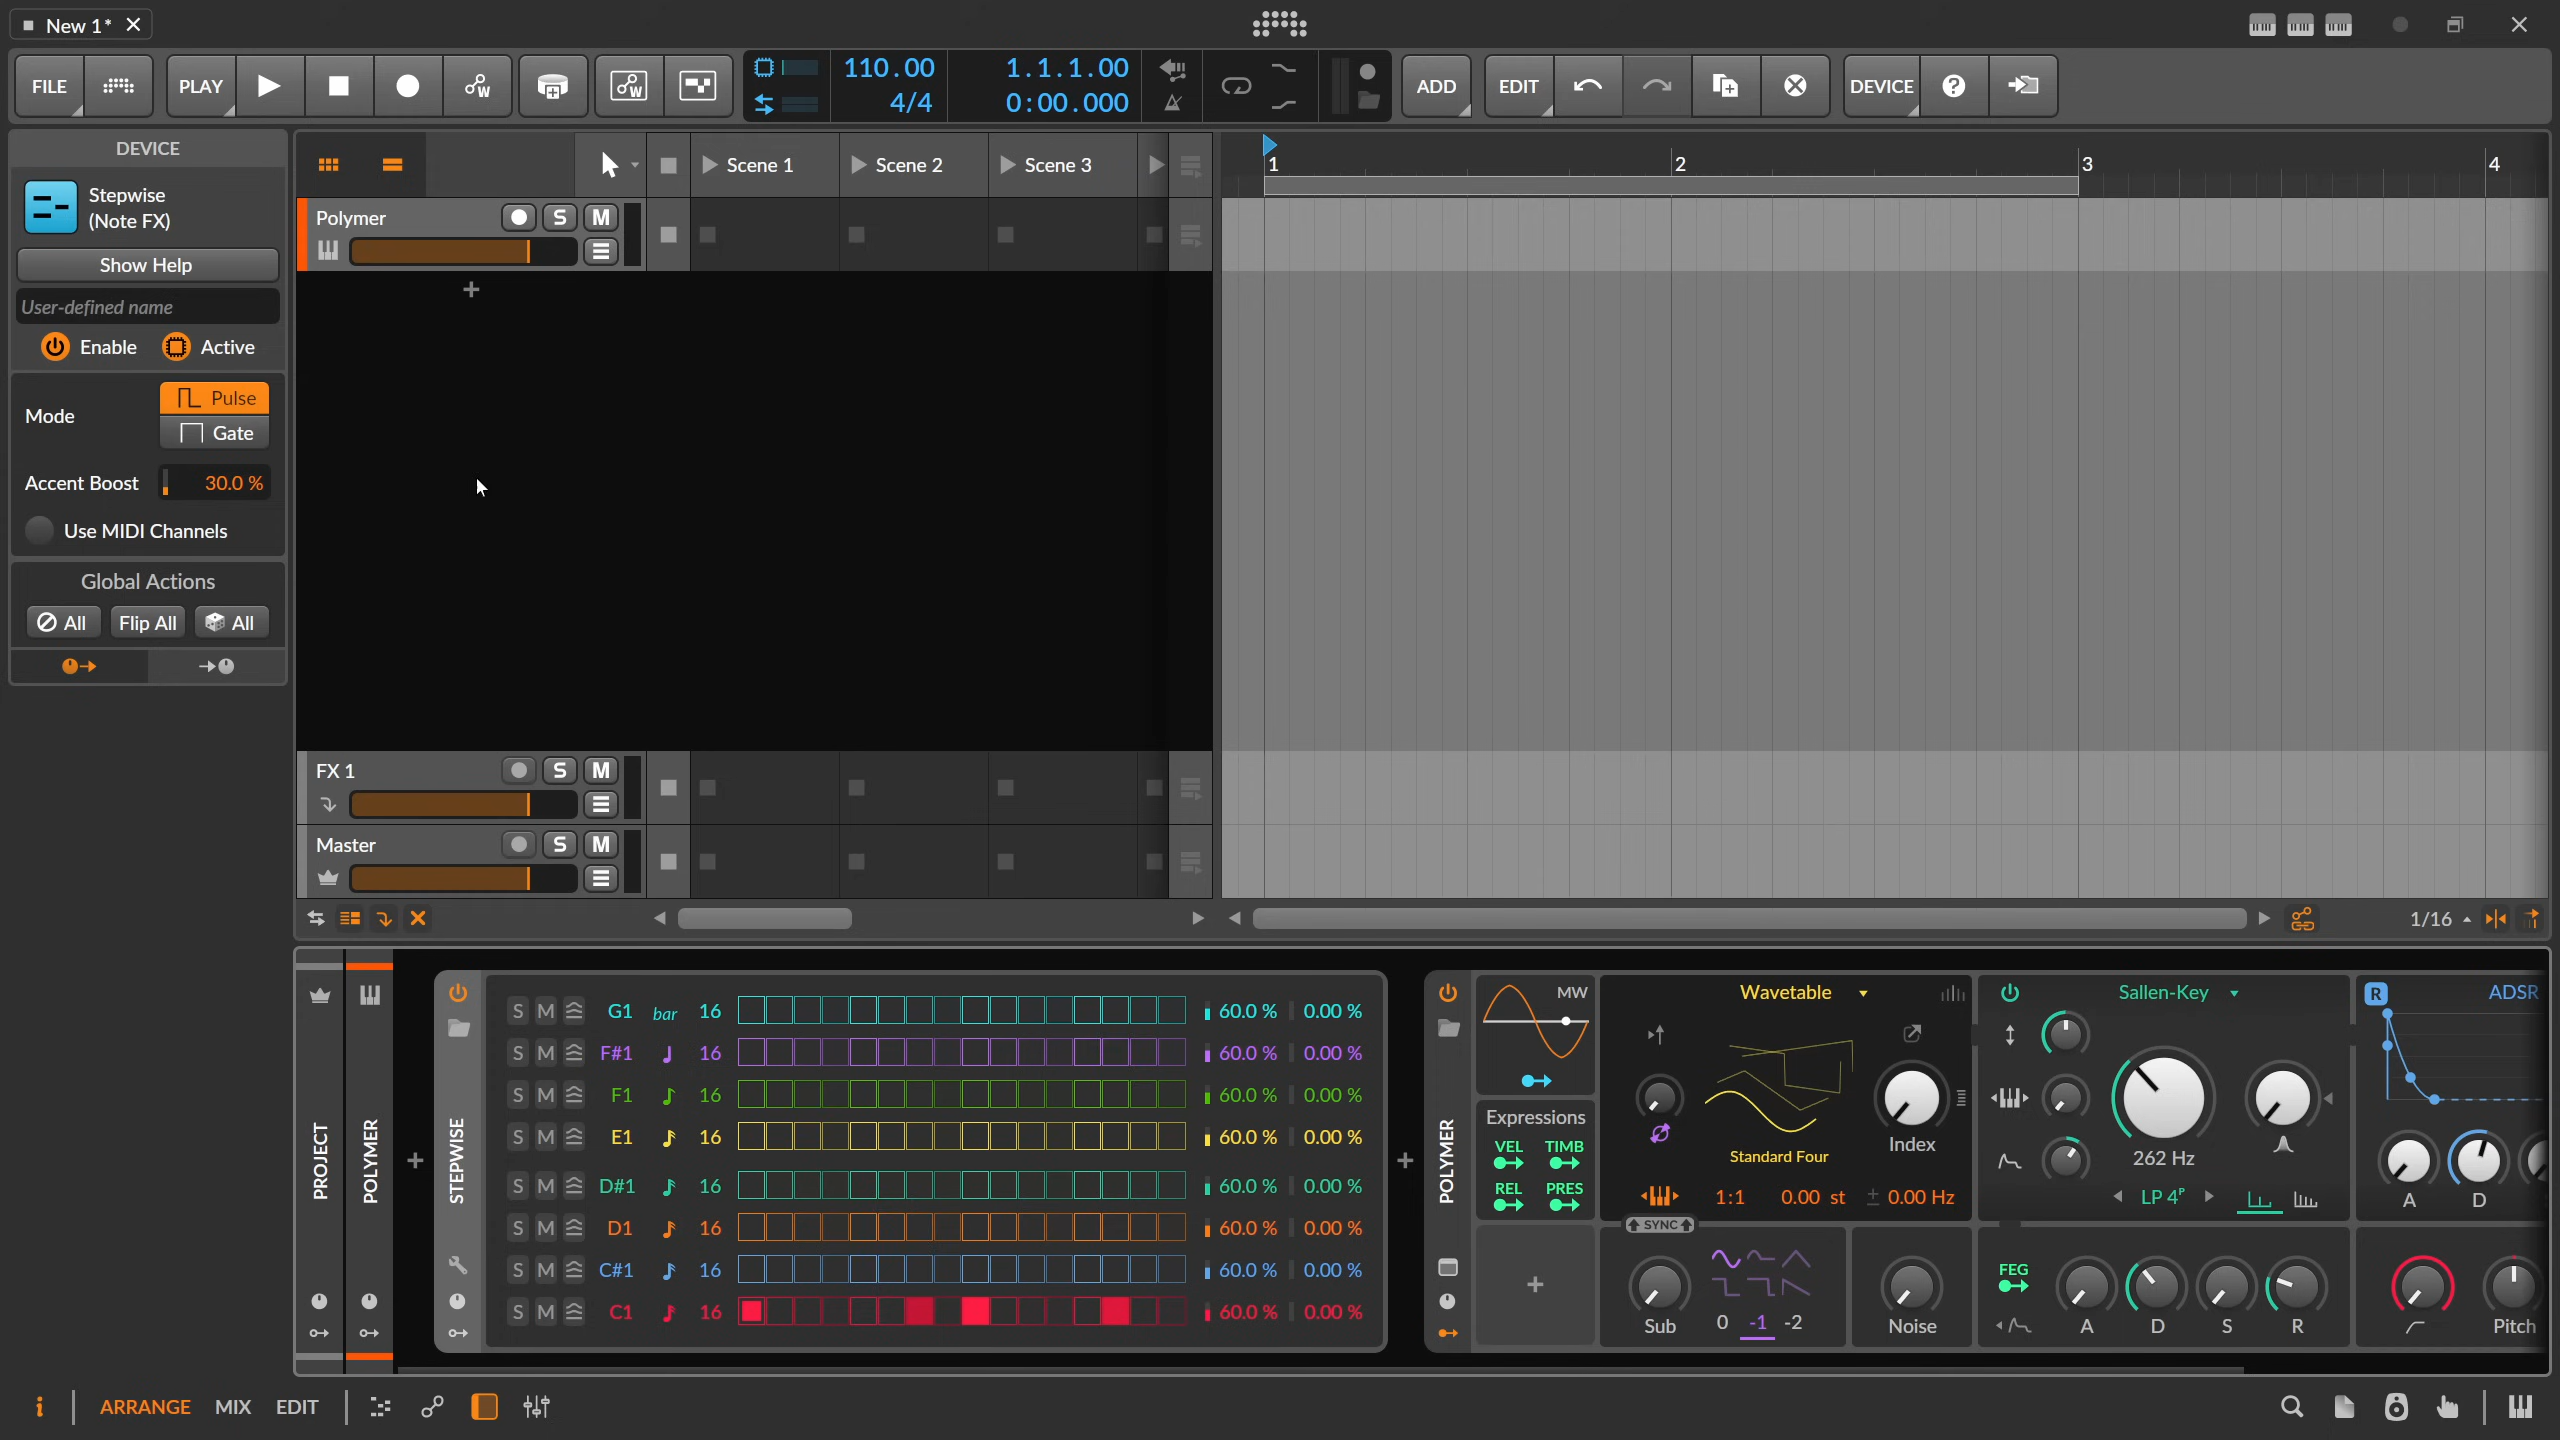 New 1*
FILE PLAY 110.00 4/4 1.1.1.00 0:00.000 ADD EDIT DEVICE
DEVICE
Stepwise
(Note FX)
Show Help
User-defined name
Enable Active
Mode
Pulse
Gate
Accent Boost 30.0 %
Use MIDI Channels
Global Actions
All Flip All All
Scene 1 Scene 2 Scene 3
1 2 3 4
Polymer S M
FX 1 S M
Master S M
1/16
PROJECT
POLYMER
STEPWISE
S M G1 bar 16 60.0 % 0.00 %
S M F#1 16 60.0 % 0.00 %
S M F1 16 60.0 % 0.00 %
S M E1 16 60.0 % 0.00 %
S M D#1 16 60.0 % 0.00 %
S M D1 16 60.0 % 0.00 %
S M C#1 16 60.0 % 0.00 %
S M C1 16 60.0 % 0.00 %
POLYMER
MW
Expressions
VEL TIMB
REL PRES
Wavetable
Index
Standard Four
1:1 0.00 st ± 0.00 Hz
SYNC
Sub 0 -1 -2
Noise
Sallen-Key
262 Hz
LP 4ᴾ
FEG
A D S R
R ADSR
A D
Pitch
ARRANGE MIX EDIT